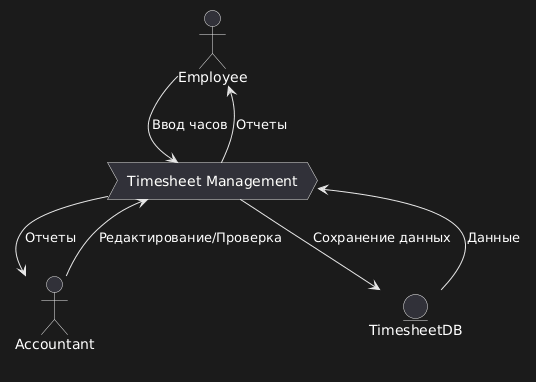 Employee
Ввод часов
Отчеты
Timesheet Management
Отчеты
Редактирование/Проверка
Сохранение данных
Данные
Accountant
TimesheetDB